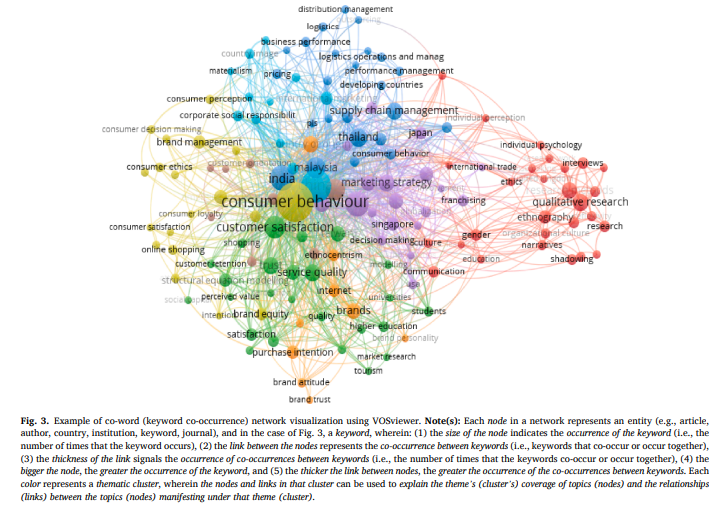 distribution management
logistics
business performance
country image
logistics operations and manag
materialism
pricing
performance management
developing countries
consumer perception
supply chain management
corporate social responsibilit
individual perception
pls
japan
consumer decision making
thailand
brand management
individual psychology
consumer behavior
consumer ethics
malaysia
international trade
interviews
india
marketing strategy
ethics
consumer behaviour
franchising
qualitative research
consumer loyalty
ethnography
consumer satisfaction
customer satisfaction
singapore
research
shopping
decision making
culture
gender
organizational culture
online shopping
narratives
ethnocentrism
customer retention
trust
modelling
education
shadowing
service quality
communication
structural equation modelling
use
internet
perceived value
universities
intention
brand equity
quality
brands
students
higher education
satisfaction
brand personality
purchase intention
market research
tourism
brand attitude
brand trust
Fig. 3. Example of co-word (keyword co-occurrence) network visualization using VOSviewer. Note(s): Each node in a network represents an entity (e.g., article,
author, country, institution, keyword, journal), and in the case of Fig. 3, a keyword, wherein: (1) the size of the node indicates the occurrence of the keyword (i.e., the
number of times that the keyword occurs), (2) the link between the nodes represents the co-occurrence between keywords (i.e., keywords that co-occur or occur together),
(3) the thickness of the link signals the occurrence of co-occurrences between keywords (i.e., the number of times that the keywords co-occur or occur together), (4) the
bigger the node, the greater the occurrence of the keyword, and (5) the thicker the link between nodes, the greater the occurrence of the co-occurrences between keywords. Each
color represents a thematic cluster, wherein the nodes and links in that cluster can be used to explain the theme's (cluster's) coverage of topics (nodes) and the relationships
(links) between the topics (nodes) manifesting under that theme (cluster).